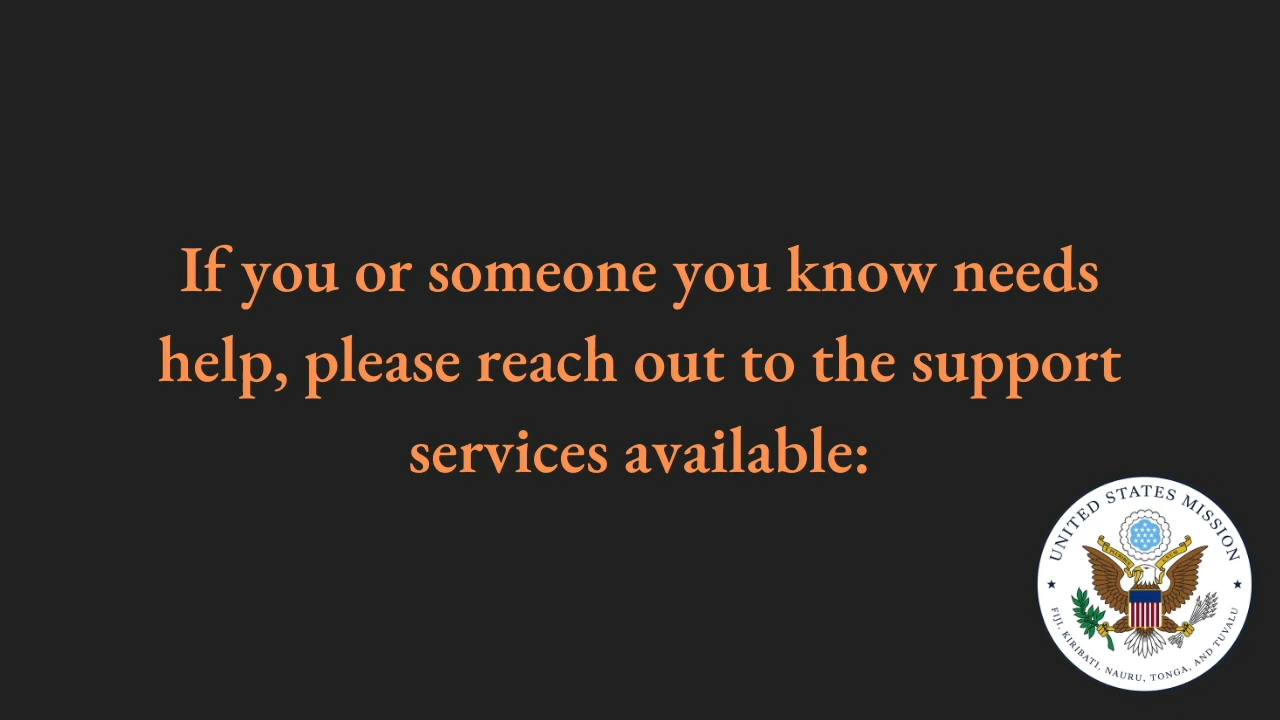 If you or someone you know needs
help, please reach out to the support
services available:
UNITED STATES MISSION
FIJI, KIRIBATI, NAURU, TONGA, AND TUVALU